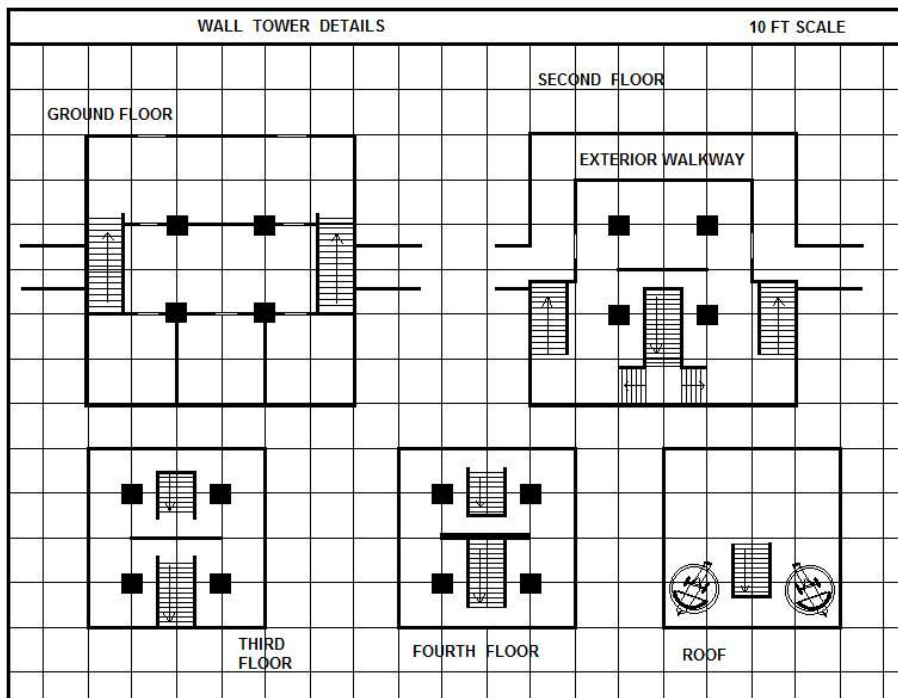 WALL TOWER DETAILS
10 FT SCALE
SECOND FLOOR
GROUND FLOOR
EXTERIOR WALKWAY
THIRD
FLOOR
FOURTH FLOOR
ROOF